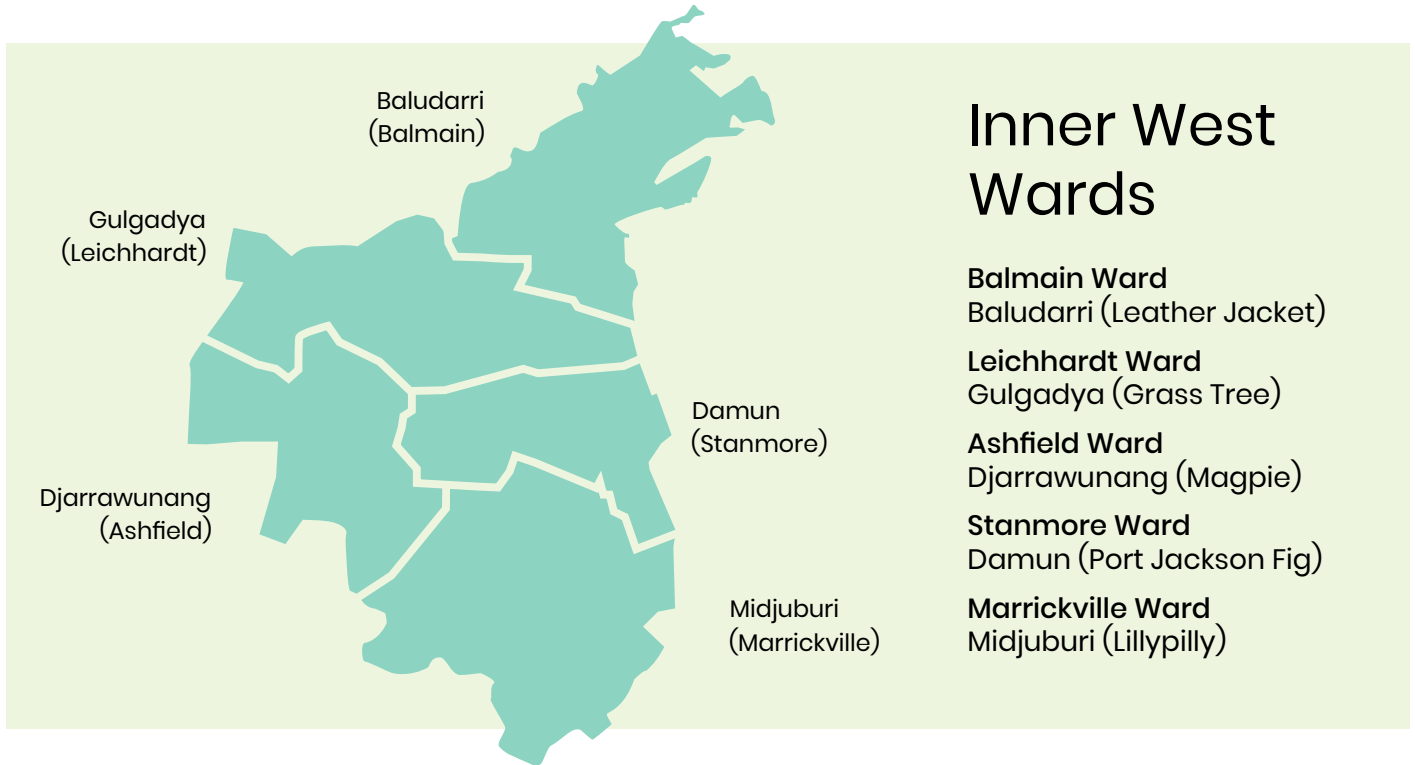 Baludarri
(Balmain)
Gulgadya
(Leichhardt)
Damun
(Stanmore)
Djarrawunang
(Ashfield)
Midjuburi
(Marrickville)
Inner West
Wards
Balmain Ward
Baludarri (Leather Jacket)
Leichhardt Ward
Gulgadya (Grass Tree)
Ashfield Ward
Djarrawunang (Magpie)
Stanmore Ward
Damun (Port Jackson Fig)
Marrickville Ward
Midjuburi (Lillypilly)